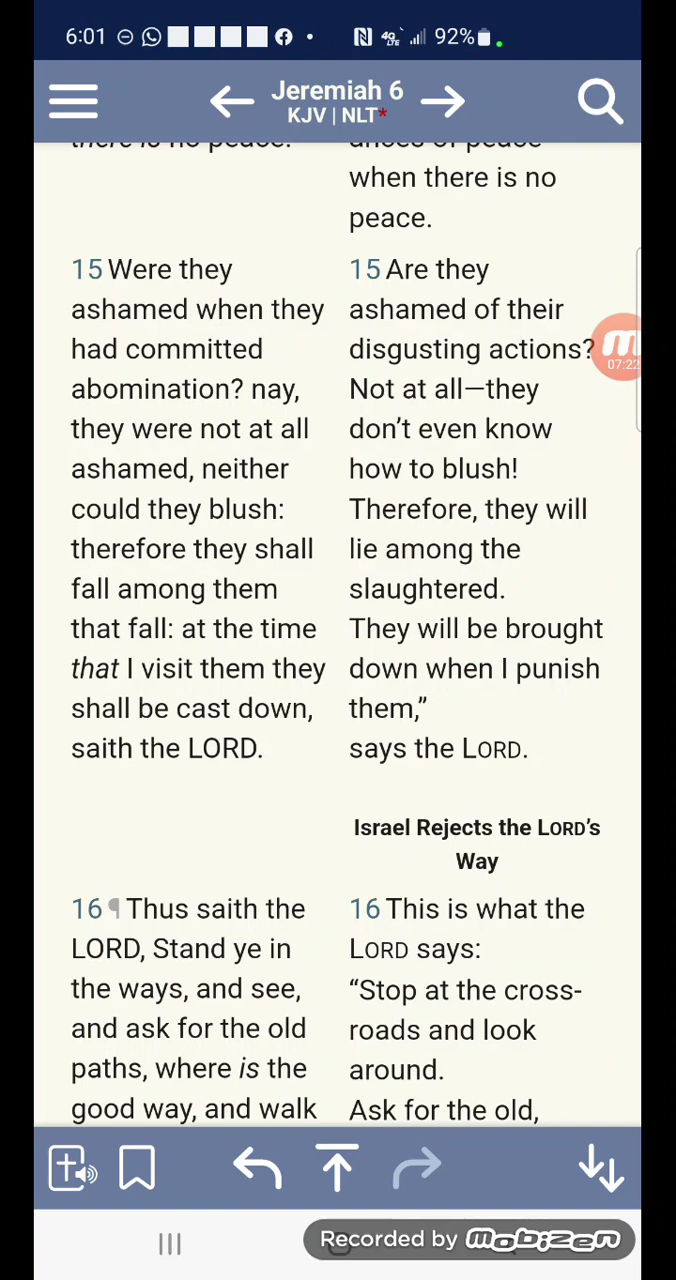 6:01 92%
Jeremiah 6
KJV | NLT*
there is no peace.
ances of peace
when there is no
peace.
15 Were they
ashamed when they
had committed
abomination? nay,
they were not at all
ashamed, neither
could they blush:
therefore they shall
fall among them
that fall: at the time
that I visit them they
shall be cast down,
saith the LORD.
16 ¶ Thus saith the
LORD, Stand ye in
the ways, and see,
and ask for the old
paths, where is the
good way, and walk
15 Are they
ashamed of their
disgusting actions?
Not at all—they
don’t even know
how to blush!
Therefore, they will
lie among the
slaughtered.
They will be brought
down when I punish
them,”
says the LORD.
Israel Rejects the LORD’s
Way
16 This is what the
LORD says:
“Stop at the cross-
roads and look
around.
Ask for the old,
07:22
Recorded by mobizen